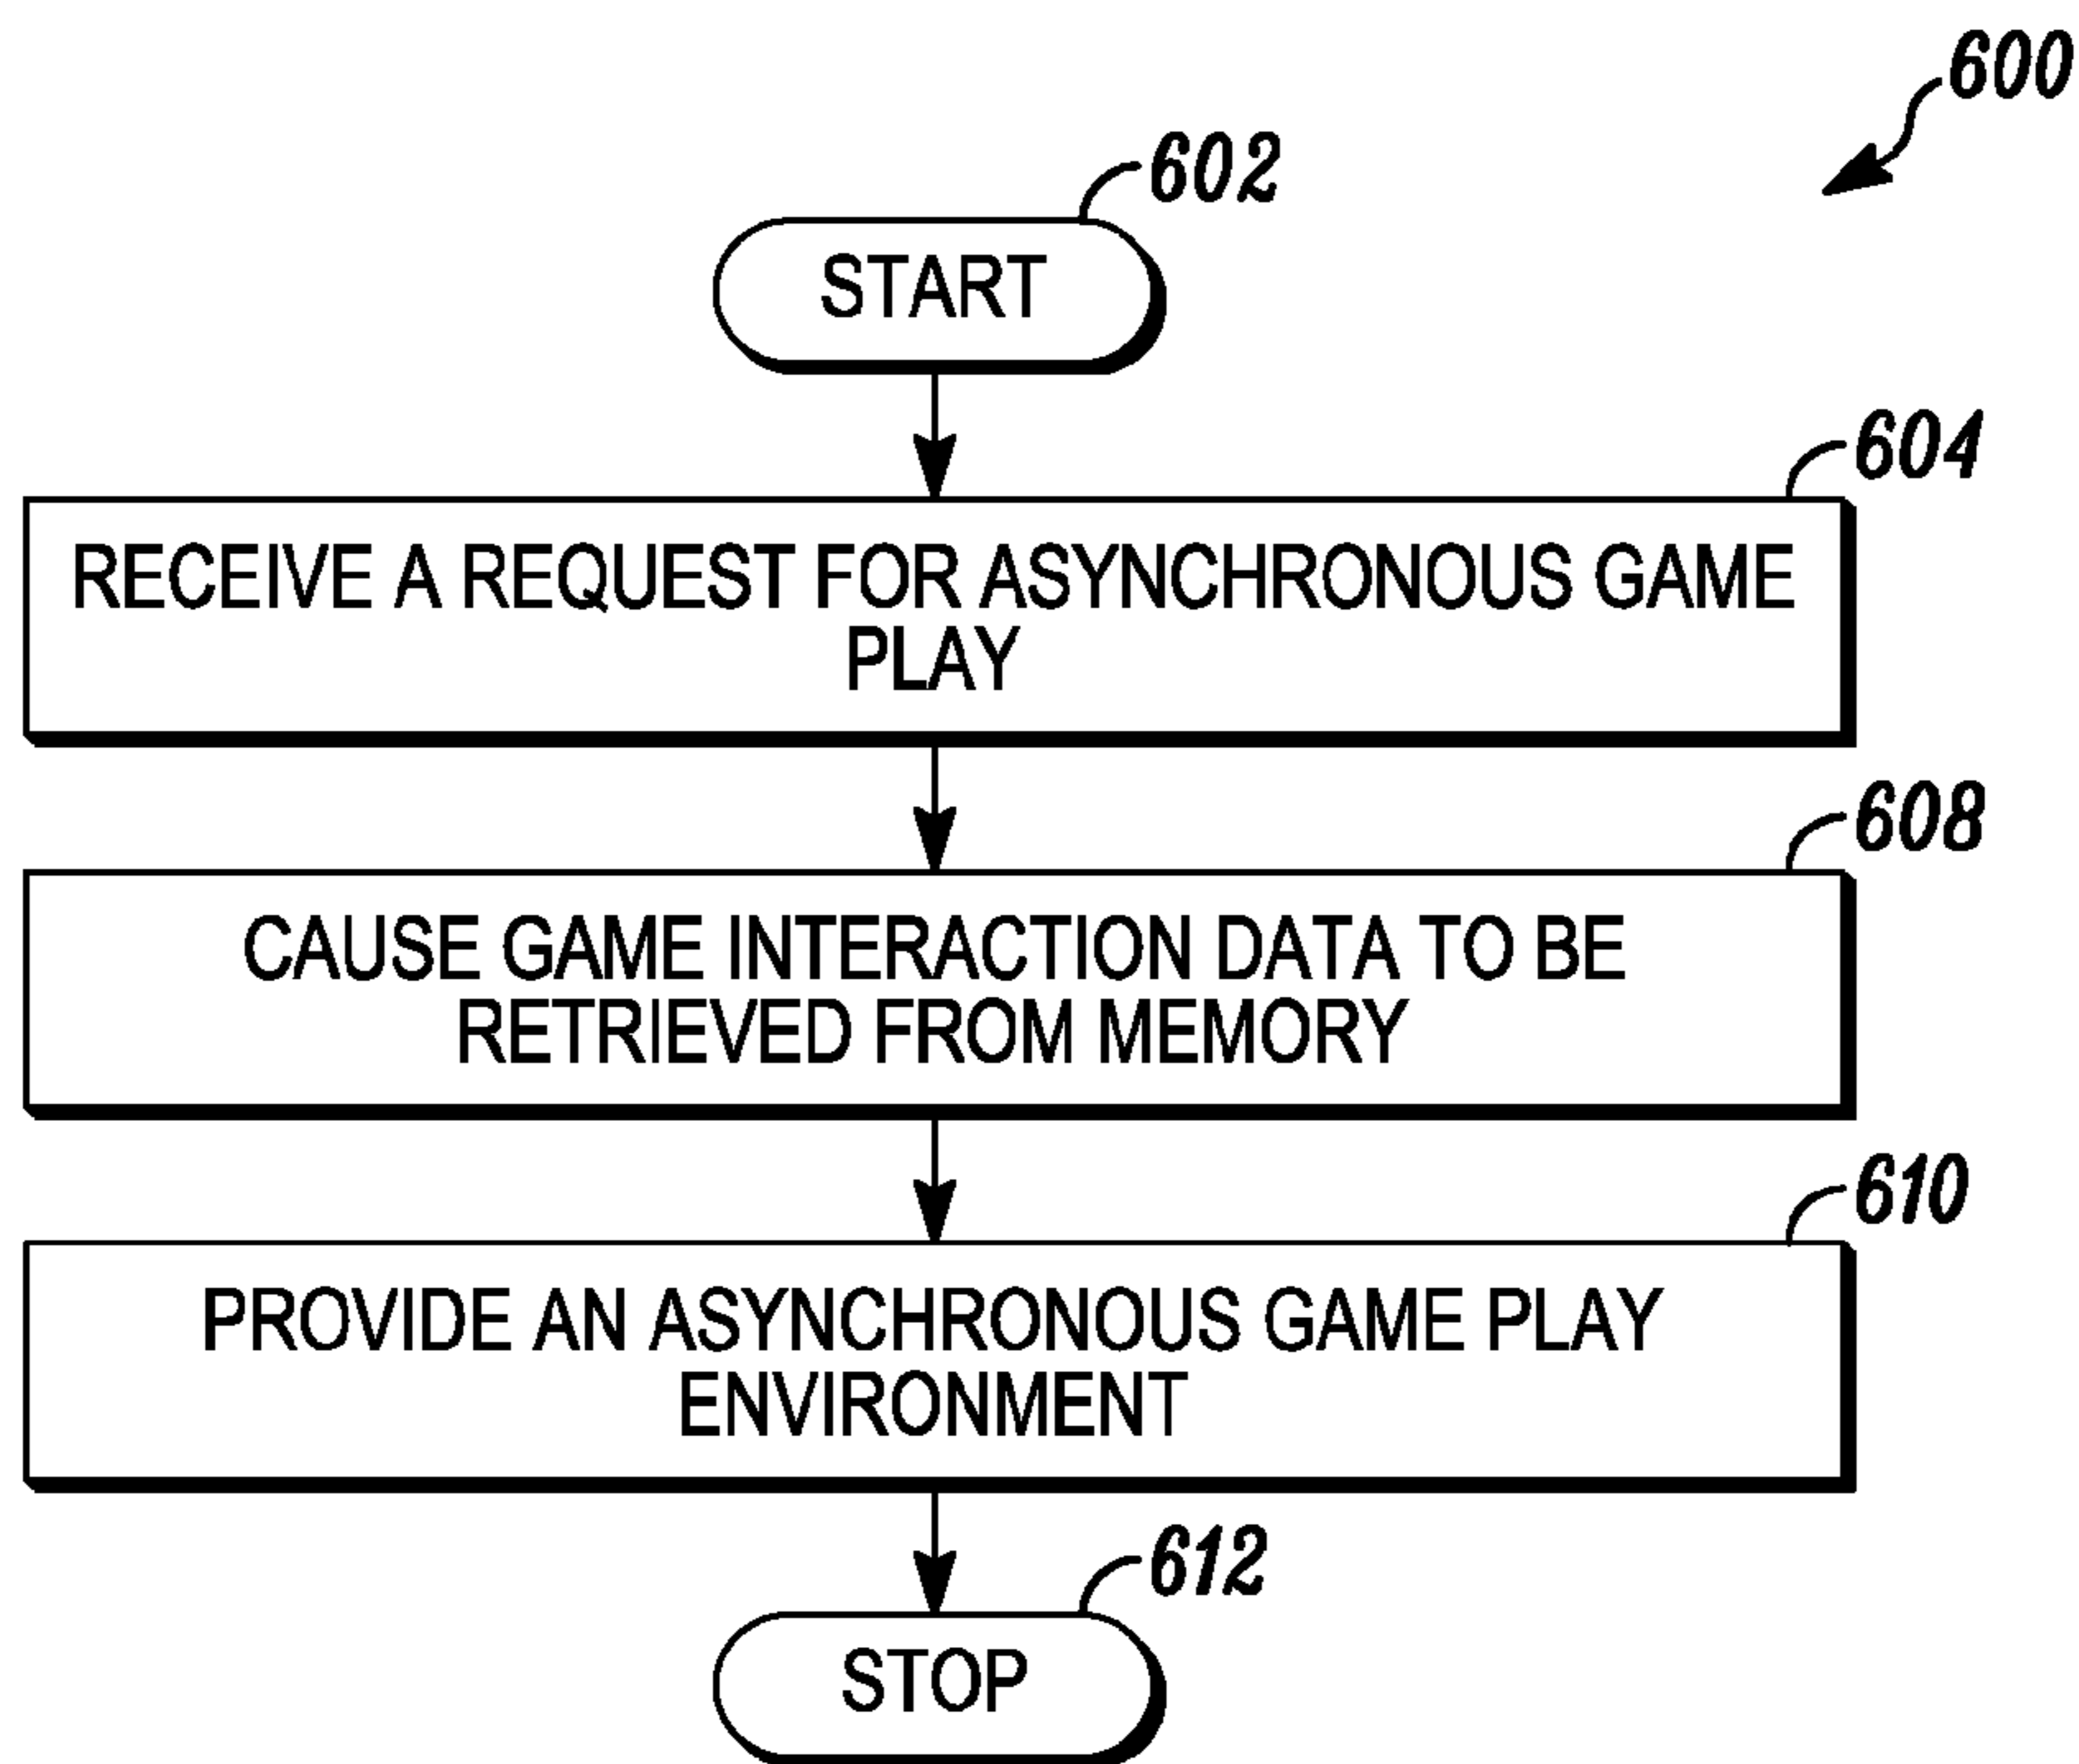 600
602
START
604
RECEIVE A REQUEST FOR ASYNCHRONOUS GAME
PLAY
608
CAUSE GAME INTERACTION DATA TO BE
RETRIEVED FROM MEMORY
610
PROVIDE AN ASYNCHRONOUS GAME PLAY
ENVIRONMENT
612
STOP